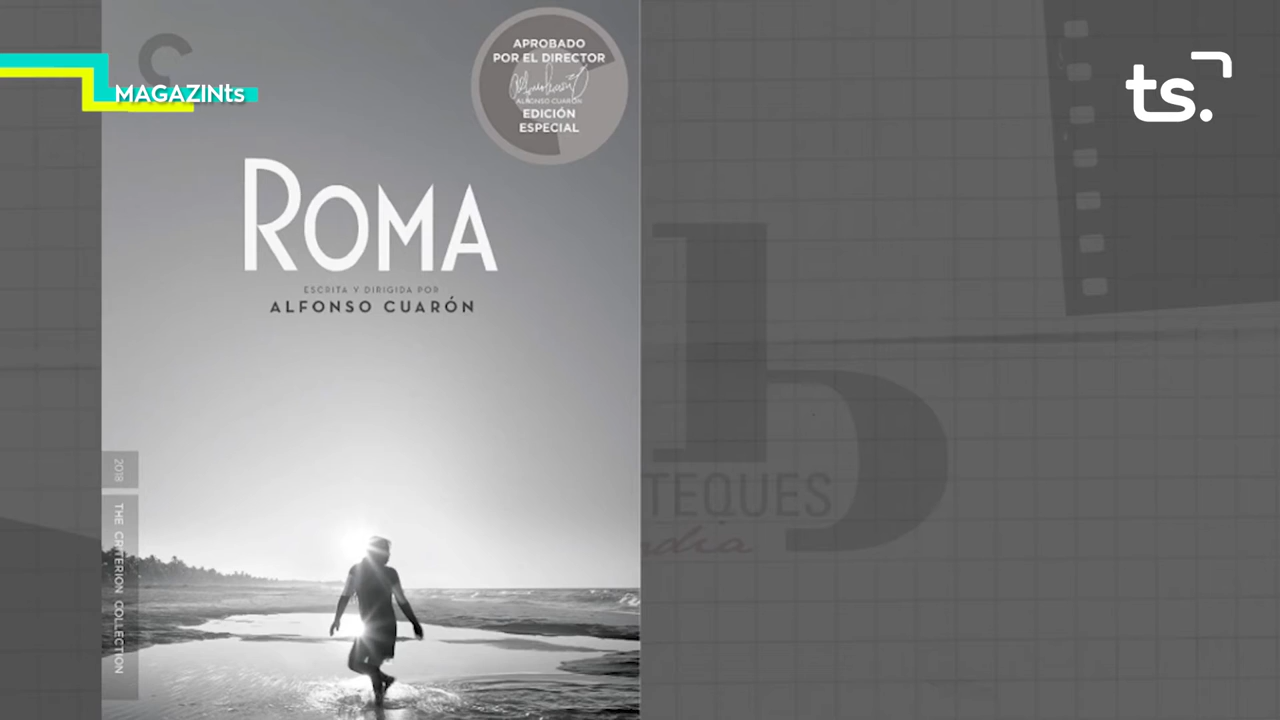 MAGAZINts
ts.
APROBADO
POR EL DIRECTOR
ALFONSO CUARÓN
EDICIÓN
ESPECIAL
ROMA
ESCRITA Y DIRIGIDA POR
ALFONSO CUARÓN
2018
THE CRITERION COLLECTION
TEQUES